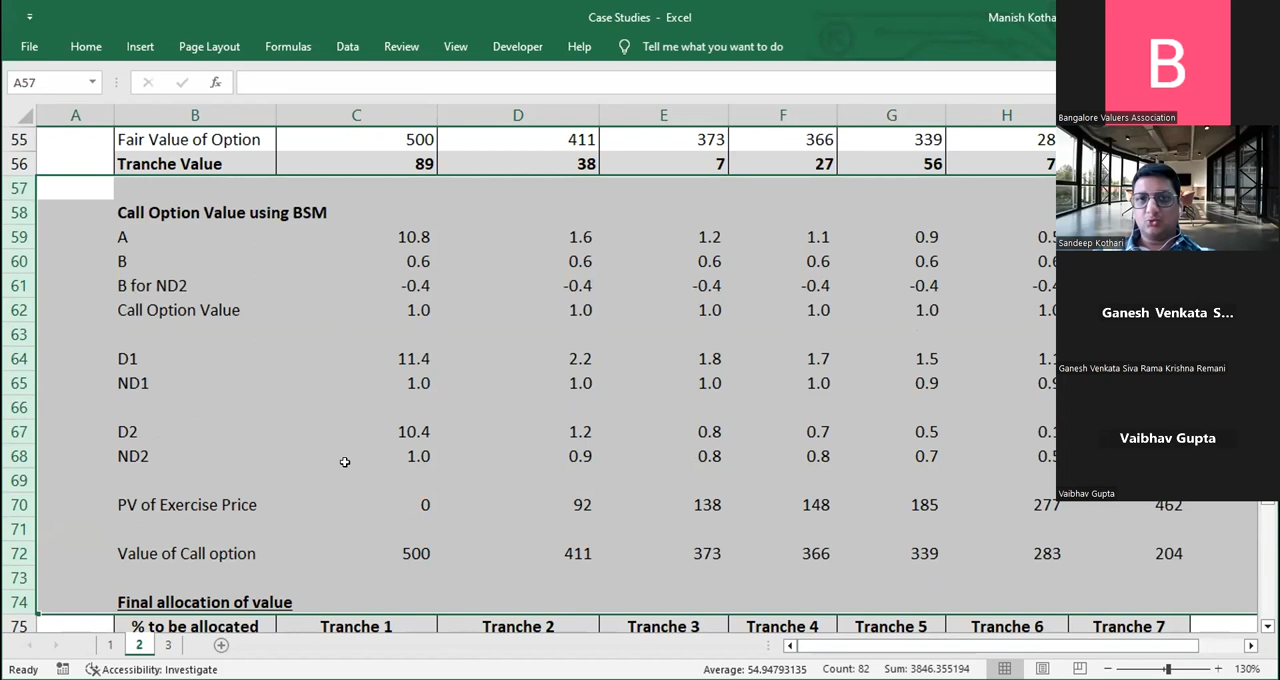 Case Studies - Excel
Manish Kotha
File Home Insert Page Layout Formulas Data Review View Developer Help Tell me what you want to do
A57 fx
A B C D E F G H
55 Fair Value of Option 500 411 373 366 339 28
56 Tranche Value 89 38 7 27 56 7
57
58 Call Option Value using BSM
59 A 10.8 1.6 1.2 1.1 0.9 0.
60 B 0.6 0.6 0.6 0.6 0.6 0.
61 B for ND2 -0.4 -0.4 -0.4 -0.4 -0.4 -0.
62 Call Option Value 1.0 1.0 1.0 1.0 1.0 1.
63
64 D1 11.4 2.2 1.8 1.7 1.5 1.
65 ND1 1.0 1.0 1.0 1.0 0.9 0.
66
67 D2 10.4 1.2 0.8 0.7 0.5 0.
68 ND2 1.0 0.9 0.8 0.8 0.7 0.
69
70 PV of Exercise Price 0 92 138 148 185 277 462
71
72 Value of Call option 500 411 373 366 339 283 204
73
74 Final allocation of value
75 % to be allocated Tranche 1 Tranche 2 Tranche 3 Tranche 4 Tranche 5 Tranche 6 Tranche 7
1 2 3
Ready Accessibility: Investigate Average: 54.94793135 Count: 82 Sum: 3846.355194 130%
B
Bangalore Valuers Association
Sandeep Kothari
Ganesh Venkata S...
Ganesh Venkata Siva Rama Krishna Remani
Vaibhav Gupta
Vaibhav Gupta